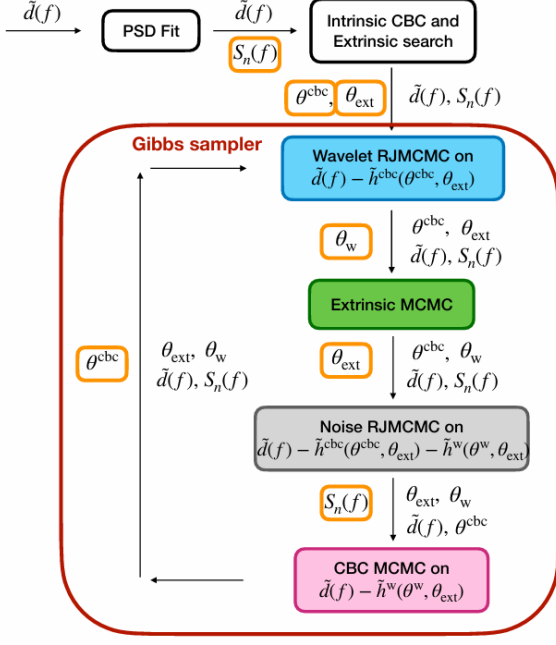 d̃(f)
PSD Fit
d̃(f)
Sₙ(f)
Intrinsic CBC and
Extrinsic search
θ^cbc, θ_ext
d̃(f), Sₙ(f)
Gibbs sampler
Wavelet RJMCMC on
d̃(f) − h̃^cbc(θ^cbc, θ_ext)
θ_w
θ^cbc, θ_ext
d̃(f), Sₙ(f)
Extrinsic MCMC
θ_ext
θ^cbc, θ_w
d̃(f), Sₙ(f)
θ^cbc
θ_ext, θ_w
d̃(f), Sₙ(f)
Noise RJMCMC on
d̃(f) − h̃^cbc(θ^cbc, θ_ext) − h̃^w(θ^w, θ_ext)
Sₙ(f)
θ_ext, θ_w
d̃(f), θ^cbc
CBC MCMC on
d̃(f) − h̃^w(θ^w, θ_ext)